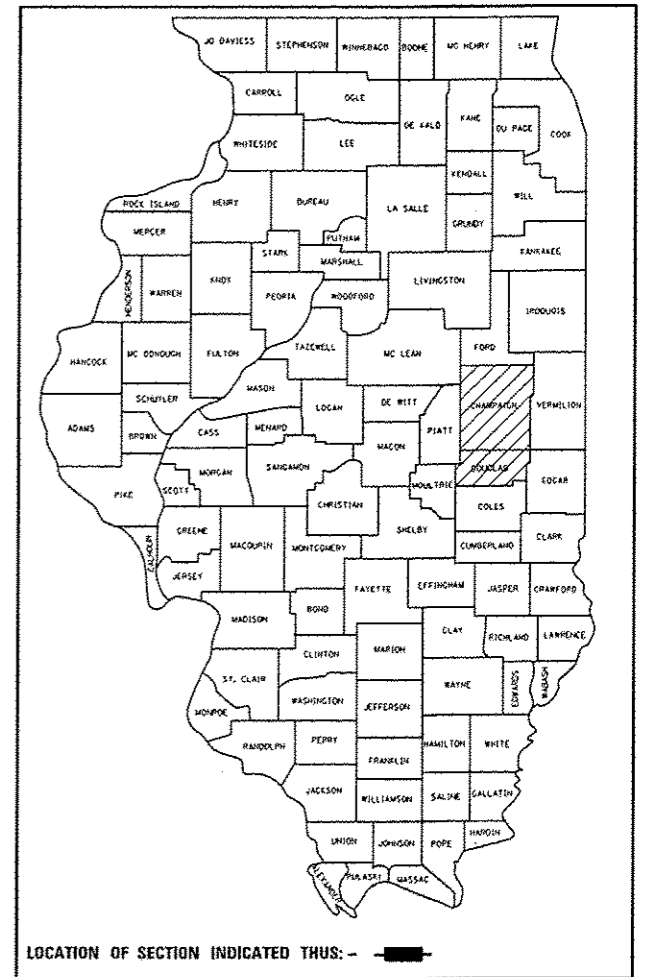 JO DAVIESS STEPHENSON WINNEBAGO BOONE MC HENRY LAKE
CARROLL OGLE DE KALB KANE DU PAGE COOK
WHITESIDE LEE KENDALL WILL
ROCK ISLAND HENRY BUREAU LA SALLE GRUNDY
MERCER PUTNAM KANKAKEE
STARK MARSHALL
HENDERSON WARREN KNOX PEORIA WOODFORD LIVINGSTON IROQUOIS
HANCOCK MC DONOUGH FULTON TAZEWELL MC LEAN FORD
MASON
SCHUYLER LOGAN DE WITT CHAMPAIGN VERMILION
ADAMS BROWN CASS MENARD MACON PIATT
MORGAN SANGAMON DOUGLAS EDGAR
PIKE SCOTT CHRISTIAN MOULTRIE COLES
GREENE MACOUPIN MONTGOMERY SHELBY CUMBERLAND CLARK
CALHOUN JERSEY FAYETTE EFFINGHAM JASPER CRAWFORD
MADISON BOND CLAY RICHLAND LAWRENCE
CLINTON MARION
ST. CLAIR WAYNE EDWARDS WABASH
MONROE WASHINGTON JEFFERSON
RANDOLPH PERRY HAMILTON WHITE
FRANKLIN
JACKSON WILLIAMSON SALINE GALLATIN
UNION JOHNSON POPE HARDIN
ALEXANDER PULASKI MASSAC
LOCATION OF SECTION INDICATED THUS: -